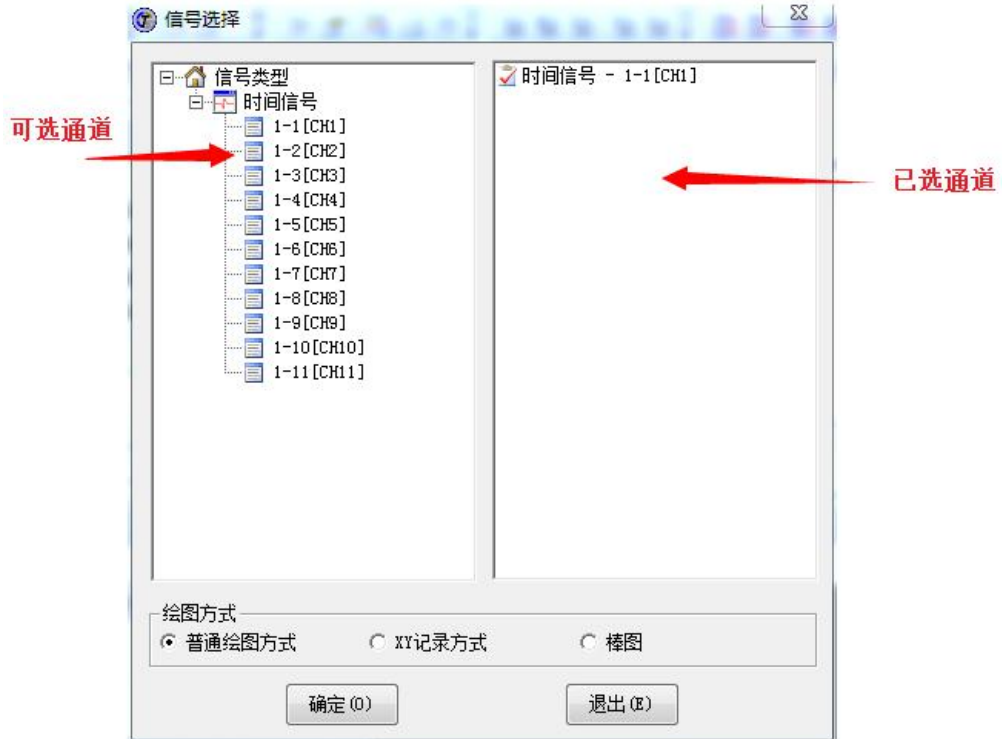 信号选择
信号类型
时间信号
1-1[CH1]
1-2[CH2]
1-3[CH3]
1-4[CH4]
1-5[CH5]
1-6[CH6]
1-7[CH7]
1-8[CH8]
1-9[CH9]
1-10[CH10]
1-11[CH11]
可选通道
时间信号 - 1-1[CH1]
已选通道
绘图方式
普通绘图方式 XY记录方式 棒图
确定(O) 退出(E)